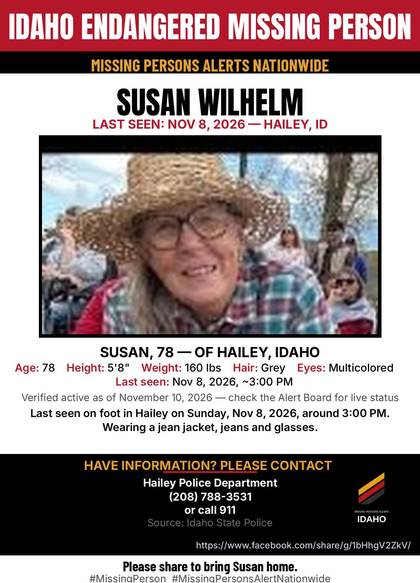 IDAHO ENDANGERED MISSING PERSON
MISSING PERSONS ALERTS NATIONWIDE
SUSAN WILHELM
LAST SEEN: NOV 8, 2026 — HAILEY, ID
SUSAN, 78 — OF HAILEY, IDAHO
Age: 78 Height: 5'8" Weight: 160 lbs Hair: Grey Eyes: Multicolored
Last seen: Nov 8, 2026, ~3:00 PM
Verified active as of November 10, 2026 — check the Alert Board for live status
Last seen on foot in Hailey on Sunday, Nov 8, 2026, around 3:00 PM.
Wearing a jean jacket, jeans and glasses.
HAVE INFORMATION? PLEASE CONTACT
Hailey Police Department
(208) 788-3531
or call 911
Source: Idaho State Police
MISSING PERSONS ALERTS
IDAHO
https://www.facebook.com/share/g/1bHhgV2ZkV/
Please share to bring Susan home.
#MissingPerson #MissingPersonsAlertNationwide